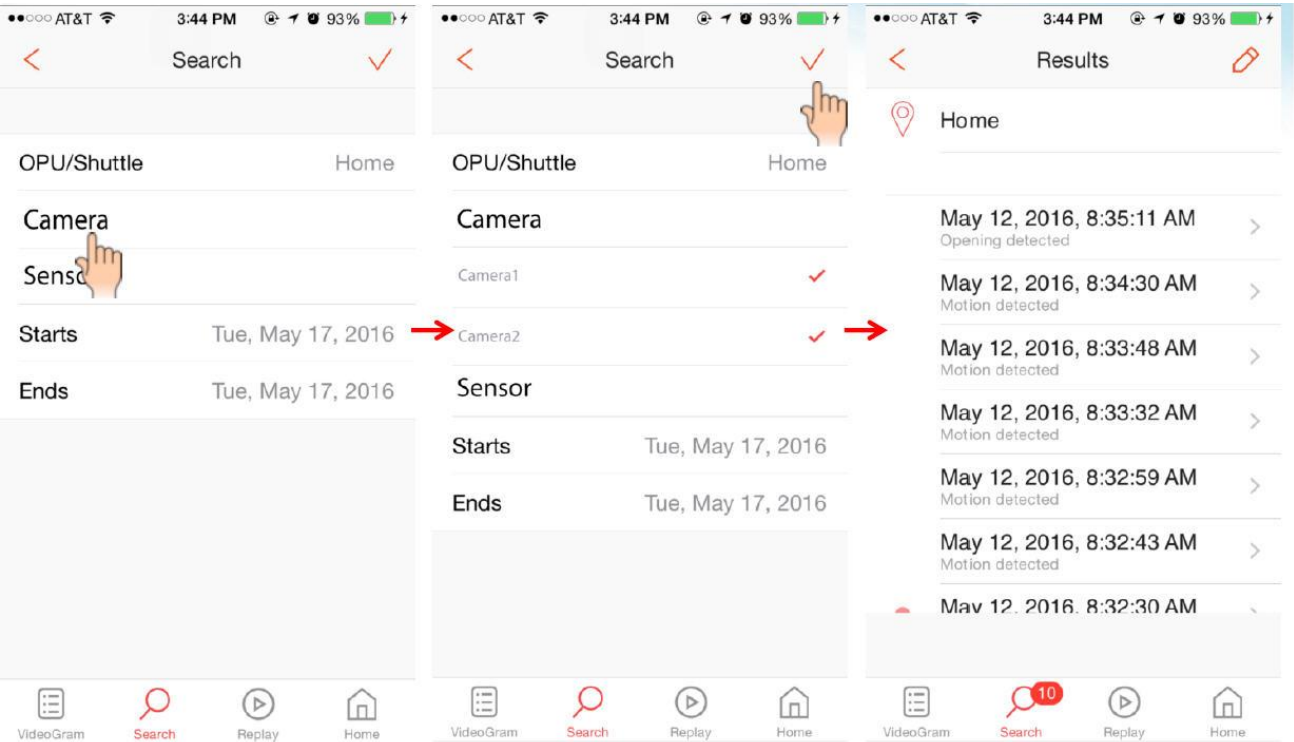 AT&T 3:44 PM 93%
Search
OPU/Shuttle Home
Camera
Sensor
Starts Tue, May 17, 2016
Ends Tue, May 17, 2016
VideoGram Search Replay Home
AT&T 3:44 PM 93%
Search
OPU/Shuttle Home
Camera
Camera1
Camera2
Sensor
Starts Tue, May 17, 2016
Ends Tue, May 17, 2016
VideoGram Search Replay Home
AT&T 3:44 PM 93%
Results
Home
May 12, 2016, 8:35:11 AM
Opening detected
May 12, 2016, 8:34:30 AM
Motion detected
May 12, 2016, 8:33:48 AM
Motion detected
May 12, 2016, 8:33:32 AM
Motion detected
May 12, 2016, 8:32:59 AM
Motion detected
May 12, 2016, 8:32:43 AM
Motion detected
May 12, 2016, 8:32:30 AM
10
VideoGram Search Replay Home